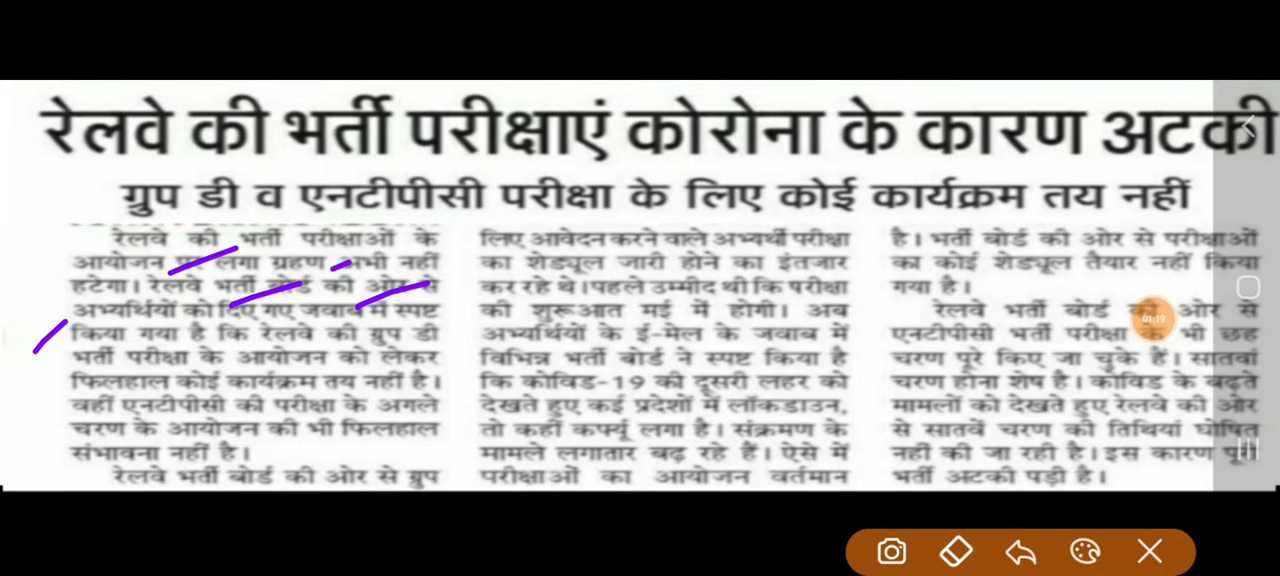 रेलवे की भर्ती परीक्षाएं कोरोना के कारण अटकी
ग्रुप डी व एनटीपीसी परीक्षा के लिए कोई कार्यक्रम तय नहीं
रेलवे की भर्ती परीक्षाओं के
आयोजन पर लगा ग्रहण अभी नहीं
हटेगा। रेलवे भर्ती बोर्ड की ओर से
अभ्यर्थियों को दिए गए जवाब में स्पष्ट
किया गया है कि रेलवे की ग्रुप डी
भर्ती परीक्षा के आयोजन को लेकर
फिलहाल कोई कार्यक्रम तय नहीं है।
वहीं एनटीपीसी की परीक्षा के अगले
चरण के आयोजन की भी फिलहाल
संभावना नहीं है।
रेलवे भर्ती बोर्ड की ओर से ग्रुप
लिए आवेदन करने वाले अभ्यर्थी परीक्षा
का शेड्यूल जारी होने का इंतजार
कर रहे थे। पहले उम्मीद थी कि परीक्षा
की शुरूआत मई में होगी। अब
अभ्यर्थियों के ई-मेल के जवाब में
विभिन्न भर्ती बोर्ड ने स्पष्ट किया है
कि कोविड-19 की दूसरी लहर को
देखते हुए कई प्रदेशों में लॉकडाउन,
तो कहीं कर्फ्यू लगा है। संक्रमण के
मामले लगातार बढ़ रहे हैं। ऐसे में
परीक्षाओं का आयोजन वर्तमान
है। भर्ती बोर्ड की ओर से परीक्षाओं
का कोई शेड्यूल तैयार नहीं किया
गया है।
रेलवे भर्ती बोर्ड की ओर से
एनटीपीसी भर्ती परीक्षा के भी छह
चरण पूरे किए जा चुके हैं। सातवां
चरण होना शेष है। कोविड के बढ़ते
मामलों को देखते हुए रेलवे की ओर
से सातवें चरण की तिथियां घोषित
नहीं की जा रही है। इस कारण पूरी
भर्ती अटकी पड़ी है।
01:19